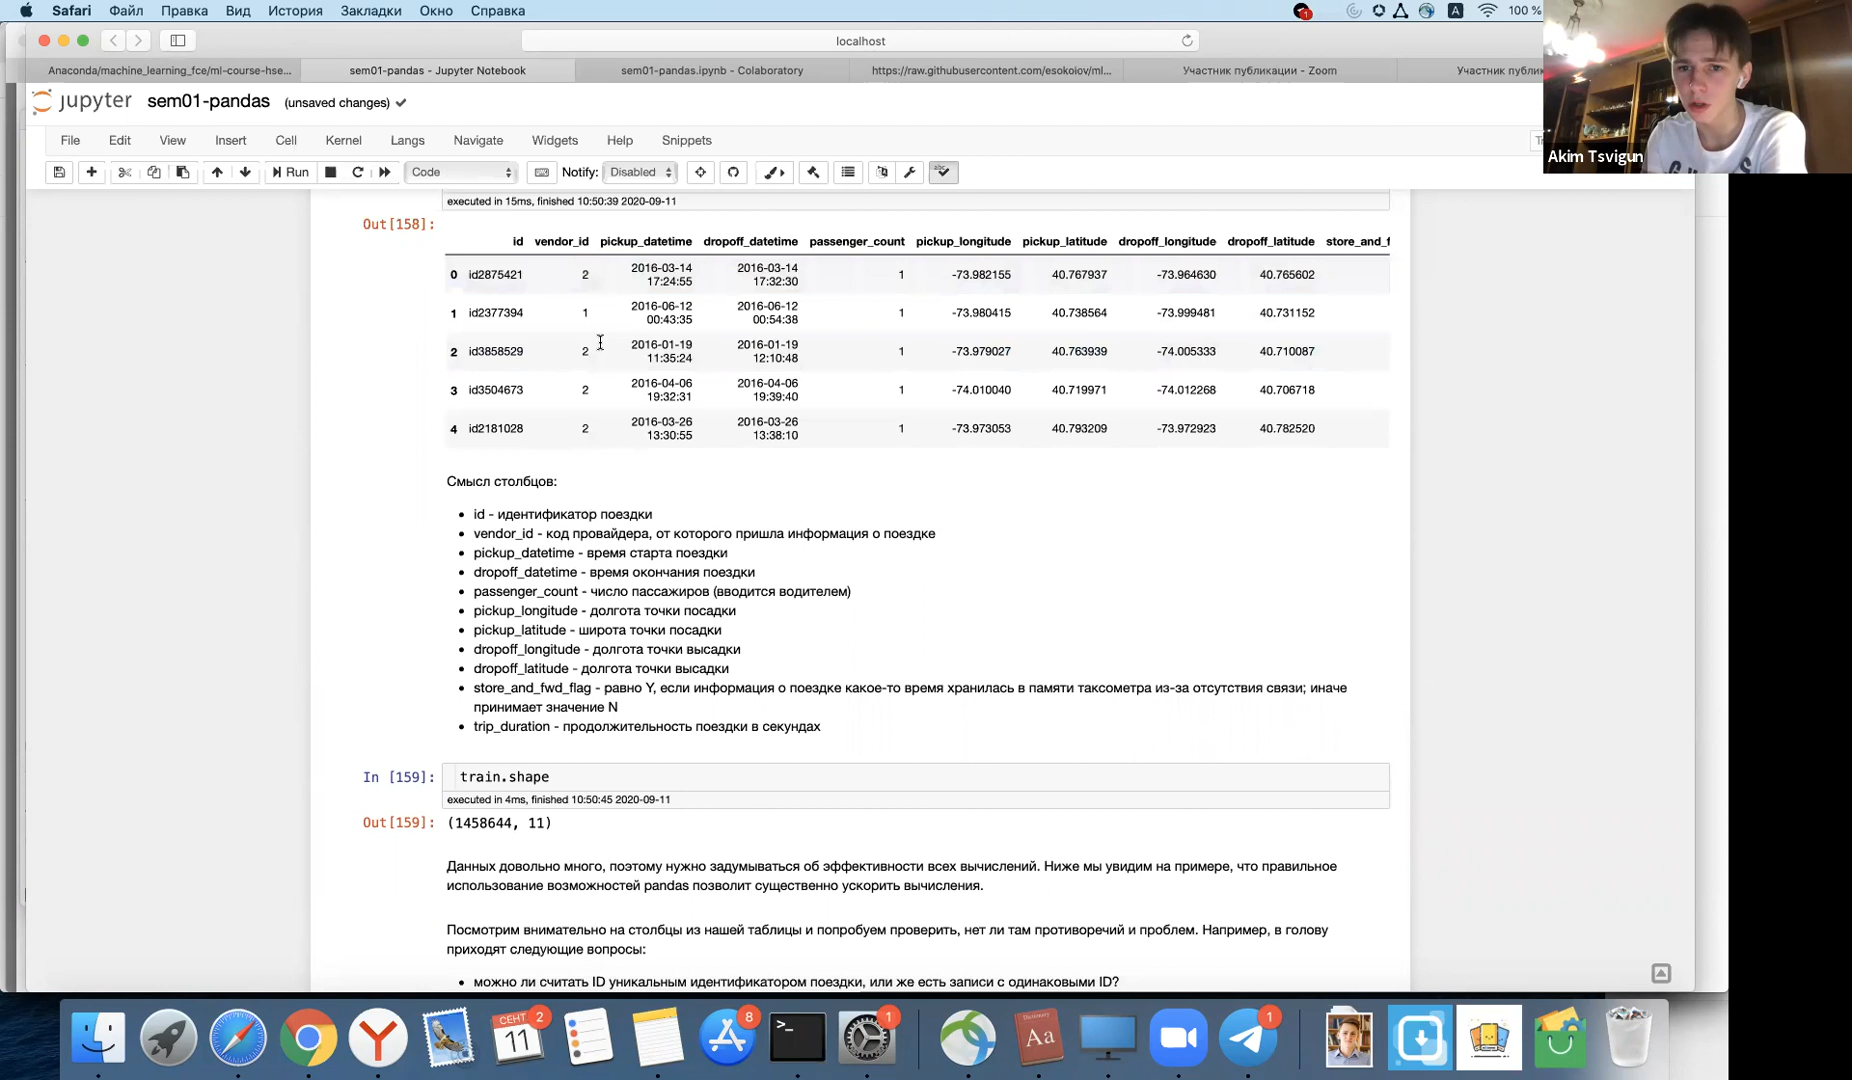 Safari Файл Правка Вид История Закладки Окно Справка 1 A 100 %
localhost
Anaconda/machine_learning_fce/ml-course-hse... sem01-pandas - Jupyter Notebook sem01-pandas.ipynb - Colaboratory https://raw.githubusercontent.com/esokolov/ml... Участник публикации - Zoom Участник публик
jupyter sem01-pandas (unsaved changes)
File Edit View Insert Cell Kernel Langs Navigate Widgets Help Snippets
Akim Tsvigun
Run Code Notify: Disabled
executed in 15ms, finished 10:50:39 2020-09-11
Out[158]:
id vendor_id pickup_datetime dropoff_datetime passenger_count pickup_longitude pickup_latitude dropoff_longitude dropoff_latitude store_and_f
0 id2875421 2 2016-03-14 17:24:55 2016-03-14 17:32:30 1 -73.982155 40.767937 -73.964630 40.765602
1 id2377394 1 2016-06-12 00:43:35 2016-06-12 00:54:38 1 -73.980415 40.738564 -73.999481 40.731152
2 id3858529 2 2016-01-19 11:35:24 2016-01-19 12:10:48 1 -73.979027 40.763939 -74.005333 40.710087
3 id3504673 2 2016-04-06 19:32:31 2016-04-06 19:39:40 1 -74.010040 40.719971 -74.012268 40.706718
4 id2181028 2 2016-03-26 13:30:55 2016-03-26 13:38:10 1 -73.973053 40.793209 -73.972923 40.782520
Смысл столбцов:
• id - идентификатор поездки
• vendor_id - код провайдера, от которого пришла информация о поездке
• pickup_datetime - время старта поездки
• dropoff_datetime - время окончания поездки
• passenger_count - число пассажиров (вводится водителем)
• pickup_longitude - долгота точки посадки
• pickup_latitude - широта точки посадки
• dropoff_longitude - долгота точки высадки
• dropoff_latitude - долгота точки высадки
• store_and_fwd_flag - равно Y, если информация о поездке какое-то время хранилась в памяти таксометра из-за отсутствия связи; иначе
принимает значение N
• trip_duration - продолжительность поездки в секундах
In [159]: train.shape
executed in 4ms, finished 10:50:45 2020-09-11
Out[159]: (1458644, 11)
Данных довольно много, поэтому нужно задумываться об эффективности всех вычислений. Ниже мы увидим на примере, что правильное
использование возможностей pandas позволит существенно ускорить вычисления.
Посмотрим внимательно на столбцы из нашей таблицы и попробуем проверить, нет ли там противоречий и проблем. Например, в голову
приходят следующие вопросы:
• можно ли считать ID уникальным идентификатором поездки, или же есть записи с одинаковыми ID?
СЕНТ. 11 2 8 >_ 1 Aa 1